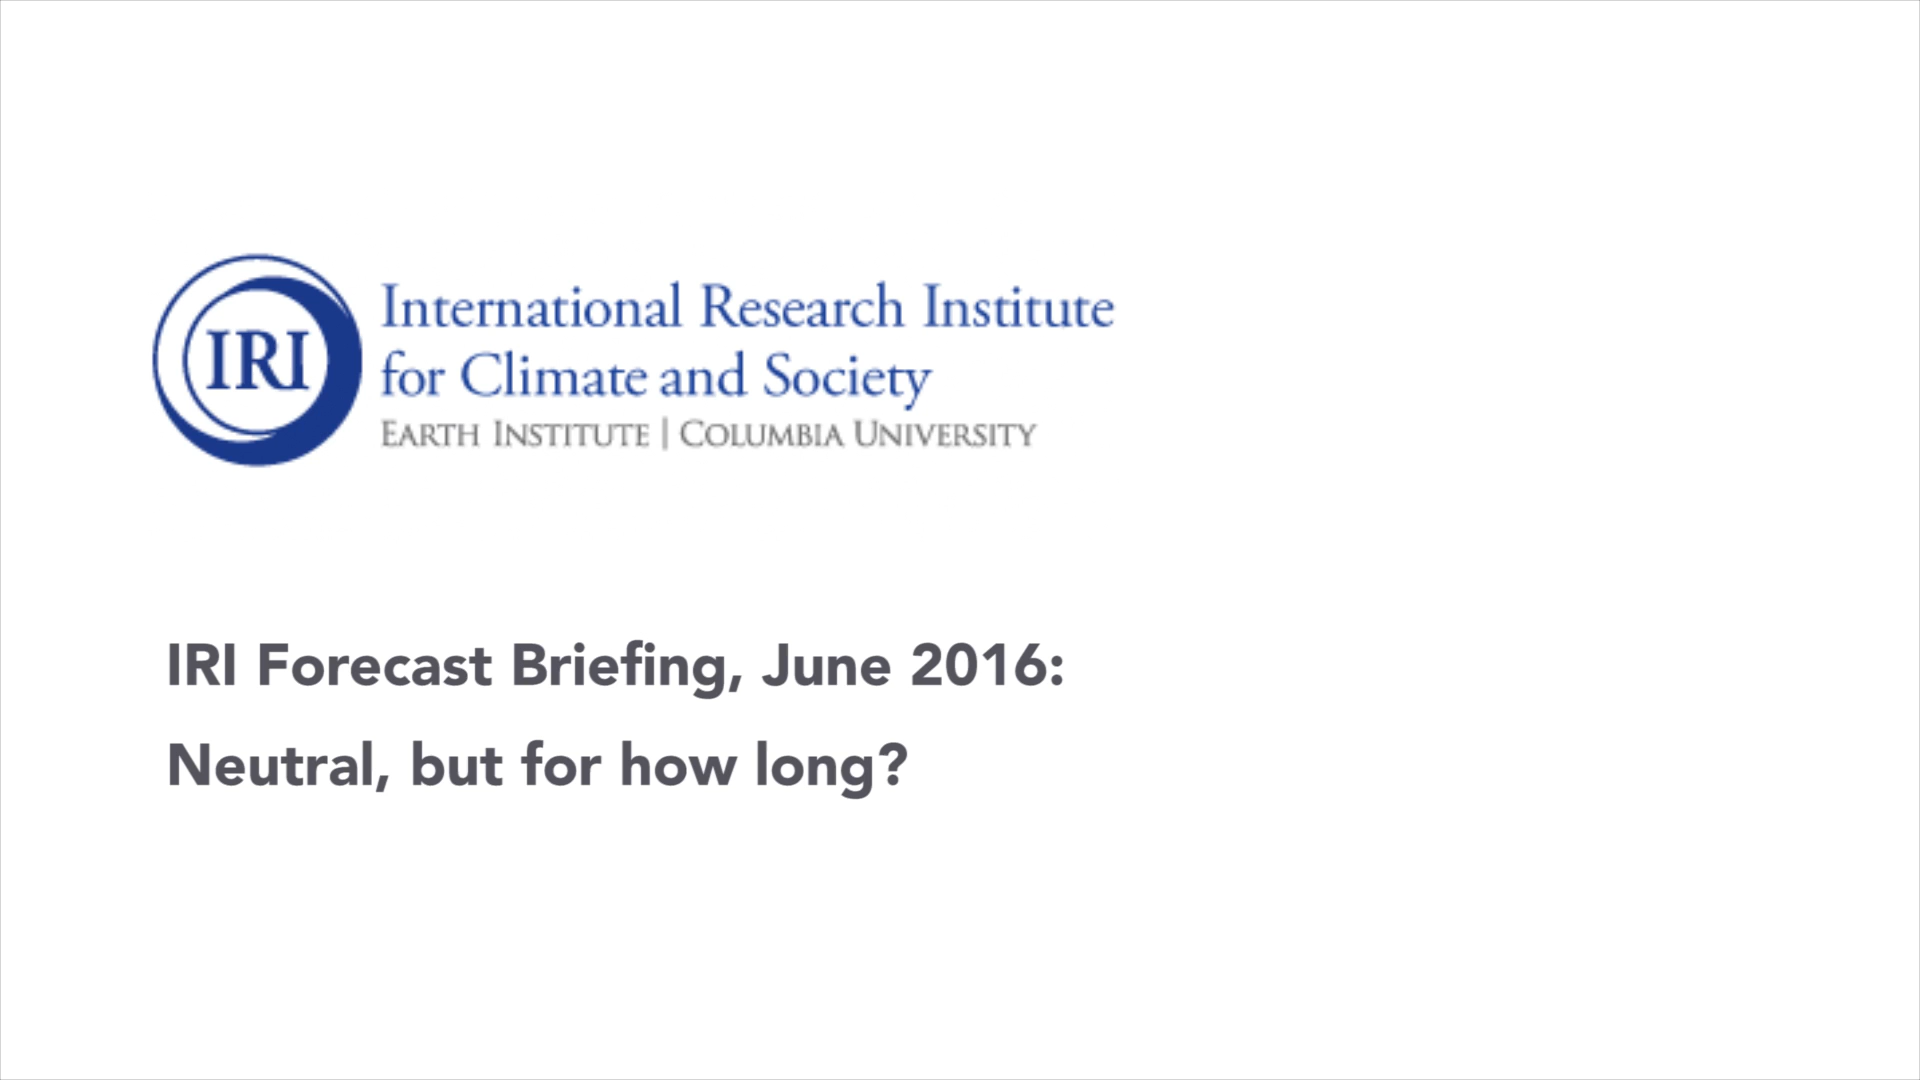 IRI
International Research Institute
for Climate and Society
EARTH INSTITUTE | COLUMBIA UNIVERSITY
IRI Forecast Briefing, June 2016:
Neutral, but for how long?